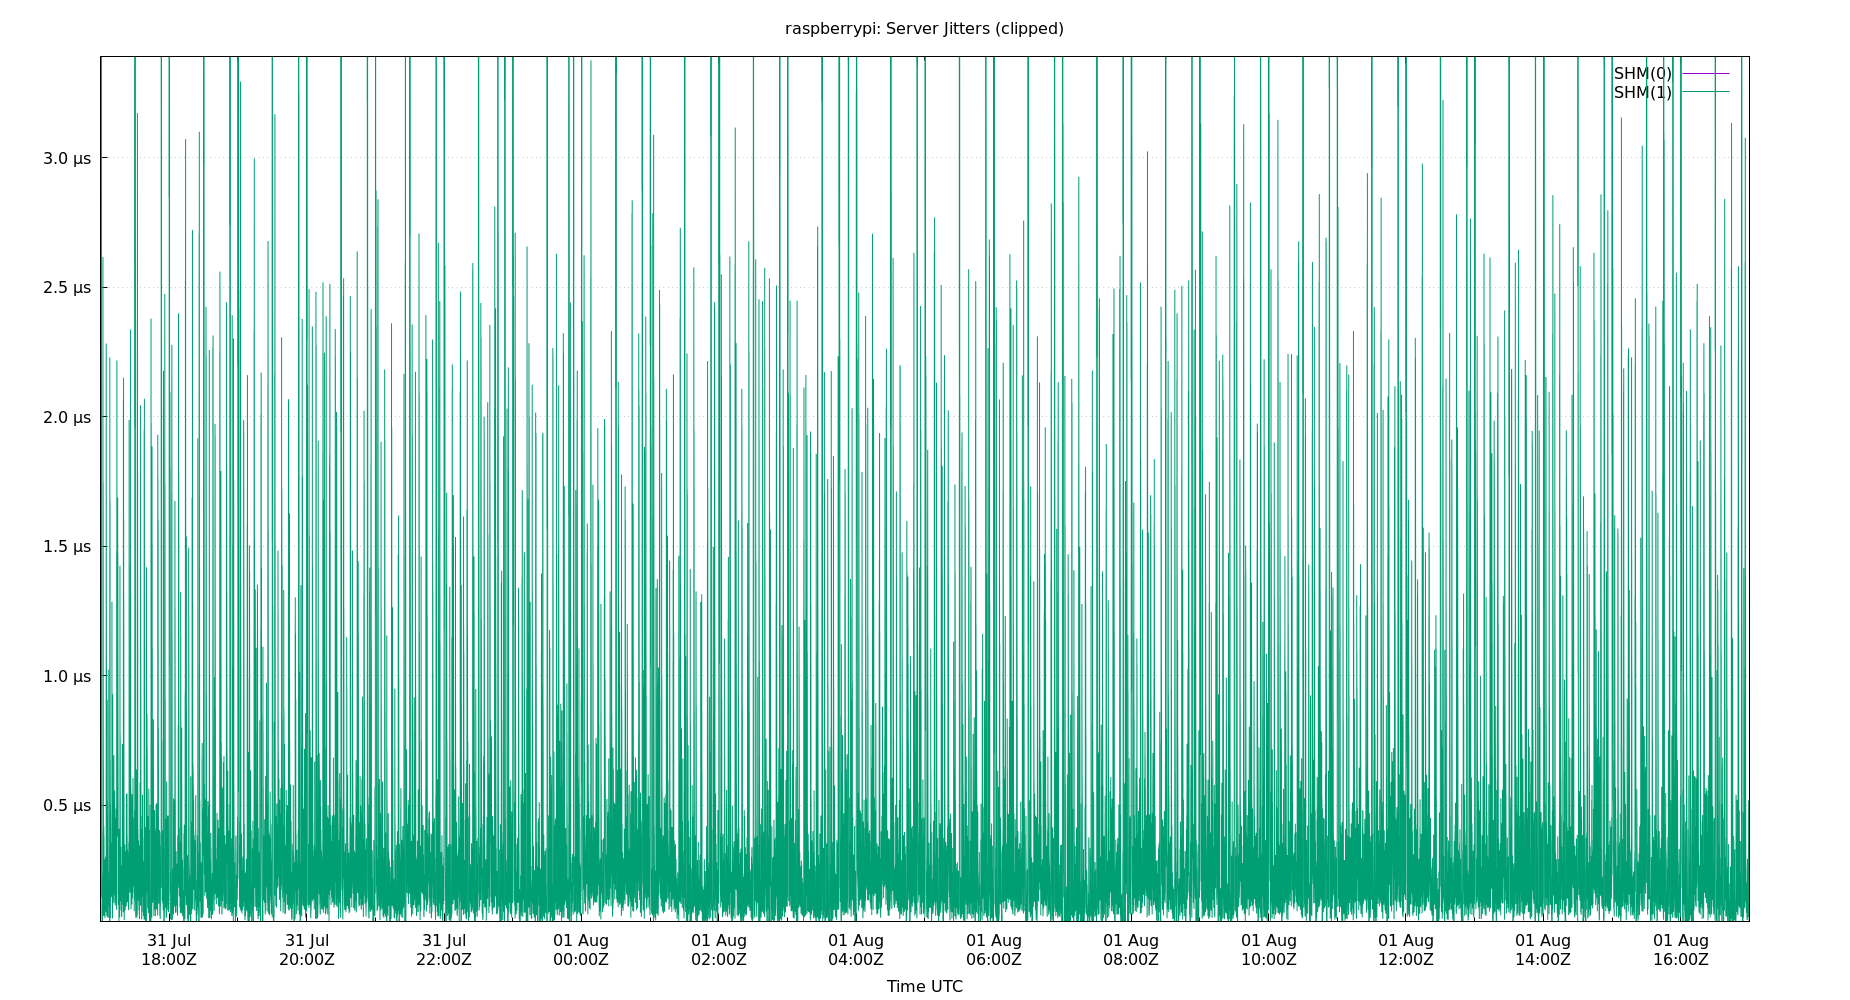 raspberrypi: Server Jitters (clipped)
SHM(0)
SHM(1)
3.0 µs
2.5 µs
2.0 µs
1.5 µs
1.0 µs
0.5 µs
31 Jul 31 Jul 31 Jul 01 Aug 01 Aug 01 Aug 01 Aug 01 Aug 01 Aug 01 Aug 01 Aug 01 Aug
18:00Z 20:00Z 22:00Z 00:00Z 02:00Z 04:00Z 06:00Z 08:00Z 10:00Z 12:00Z 14:00Z 16:00Z
Time UTC